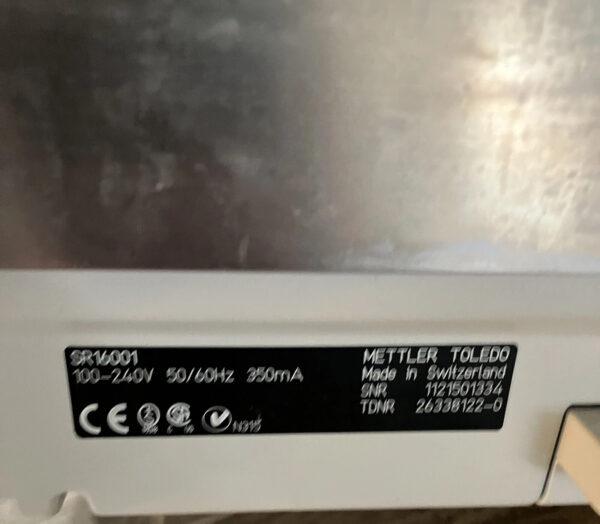 SR16001
100-240V 50/60Hz 350mA
CE N315
METTLER TOLEDO
Made in Switzerland
SNR 1121501334
TDNR 26338122-0